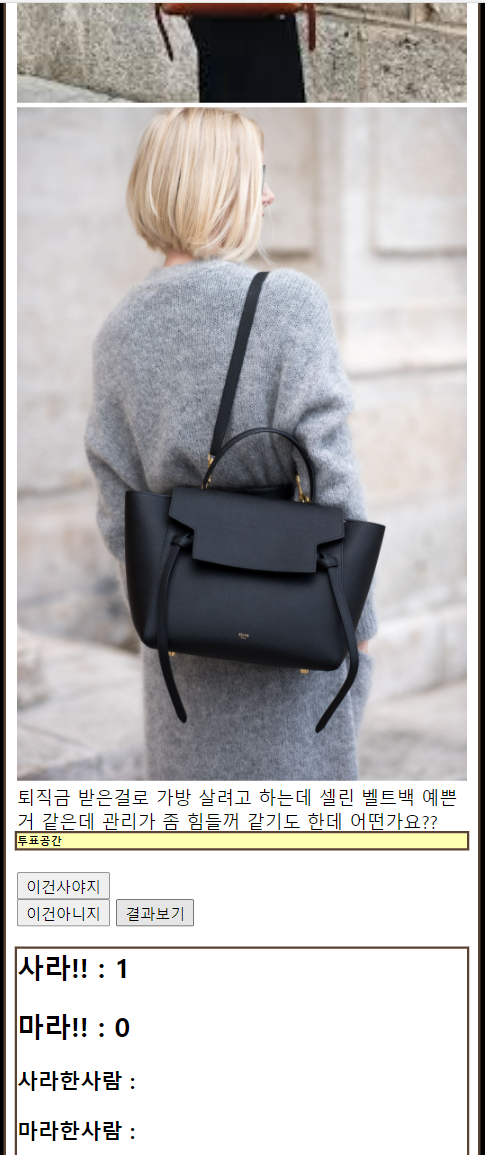 퇴직금 받은걸로 가방 살려고 하는데 셀린 벨트백 예쁜
거 같은데 관리가 좀 힘들꺼 같기도 한데 어떤가요??
투표공간
이건사야지
이건아니지 결과보기
사라!! : 1
마라!! : 0
사라한사람 :
마라한사람 :